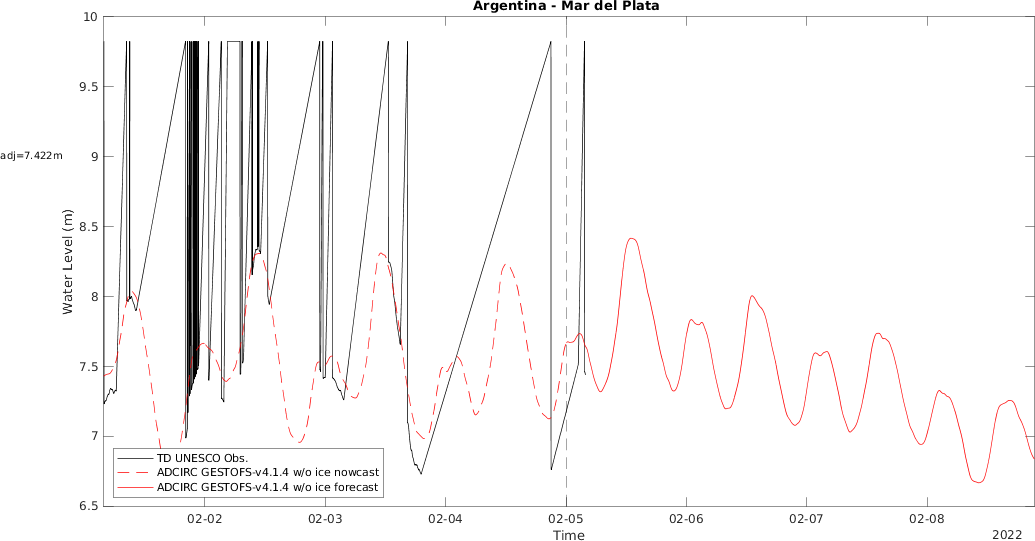 Argentina - Mar del Plata
10
9.5
9
8.5
8
7.5
7
6.5
adj=7.422m
Water Level (m)
TD UNESCO Obs.
ADCIRC GESTOFS-v4.1.4 w/o ice nowcast
ADCIRC GESTOFS-v4.1.4 w/o ice forecast
02-02
02-03
02-04
02-05
02-06
02-07
02-08
Time
2022